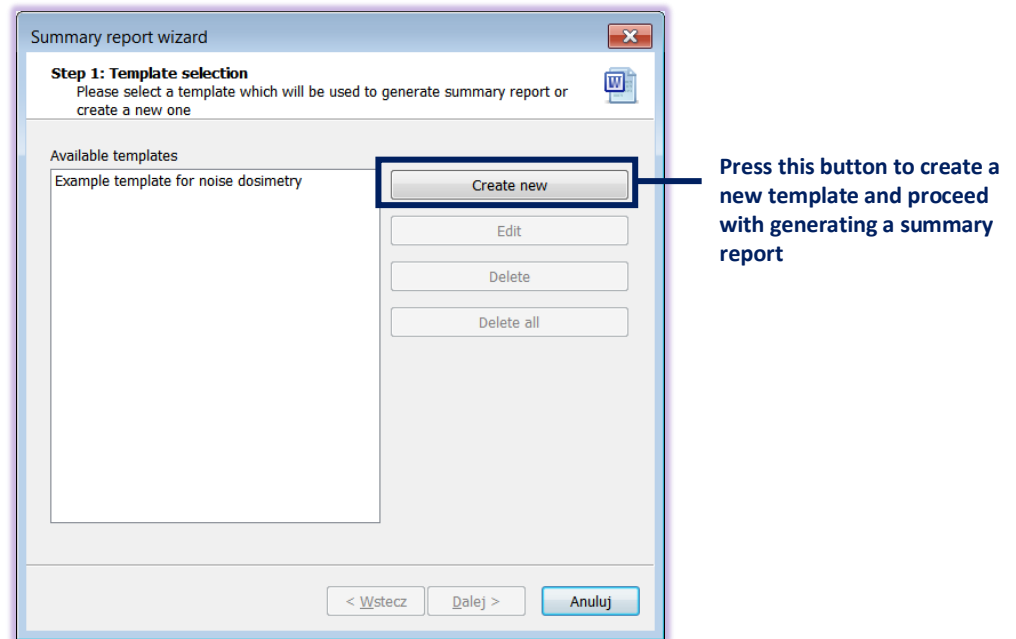 Summary report wizard
Step 1: Template selection
Please select a template which will be used to generate summary report or
create a new one
Available templates
Example template for noise dosimetry
Create new
Edit
Delete
Delete all
Press this button to create a
new template and proceed
with generating a summary
report
< Wstecz
Dalej >
Anuluj